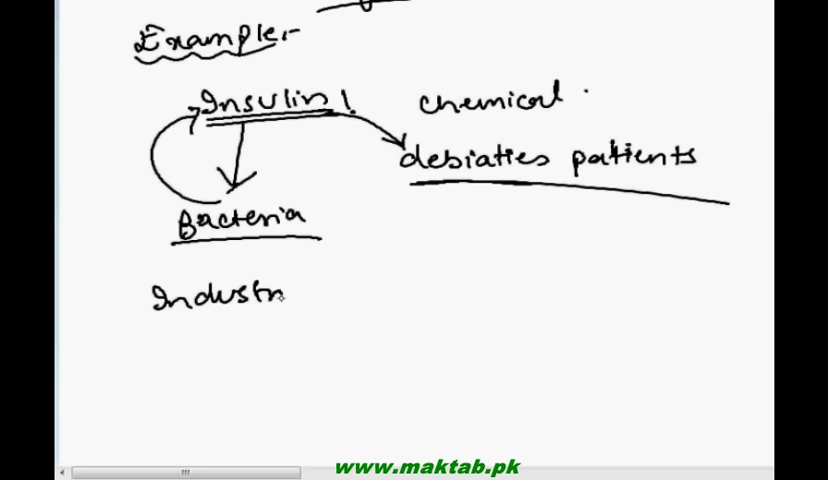 Example:-
Insulin! chemical.
debiaties patients
Bacteria
Industr
www.maktab.pk